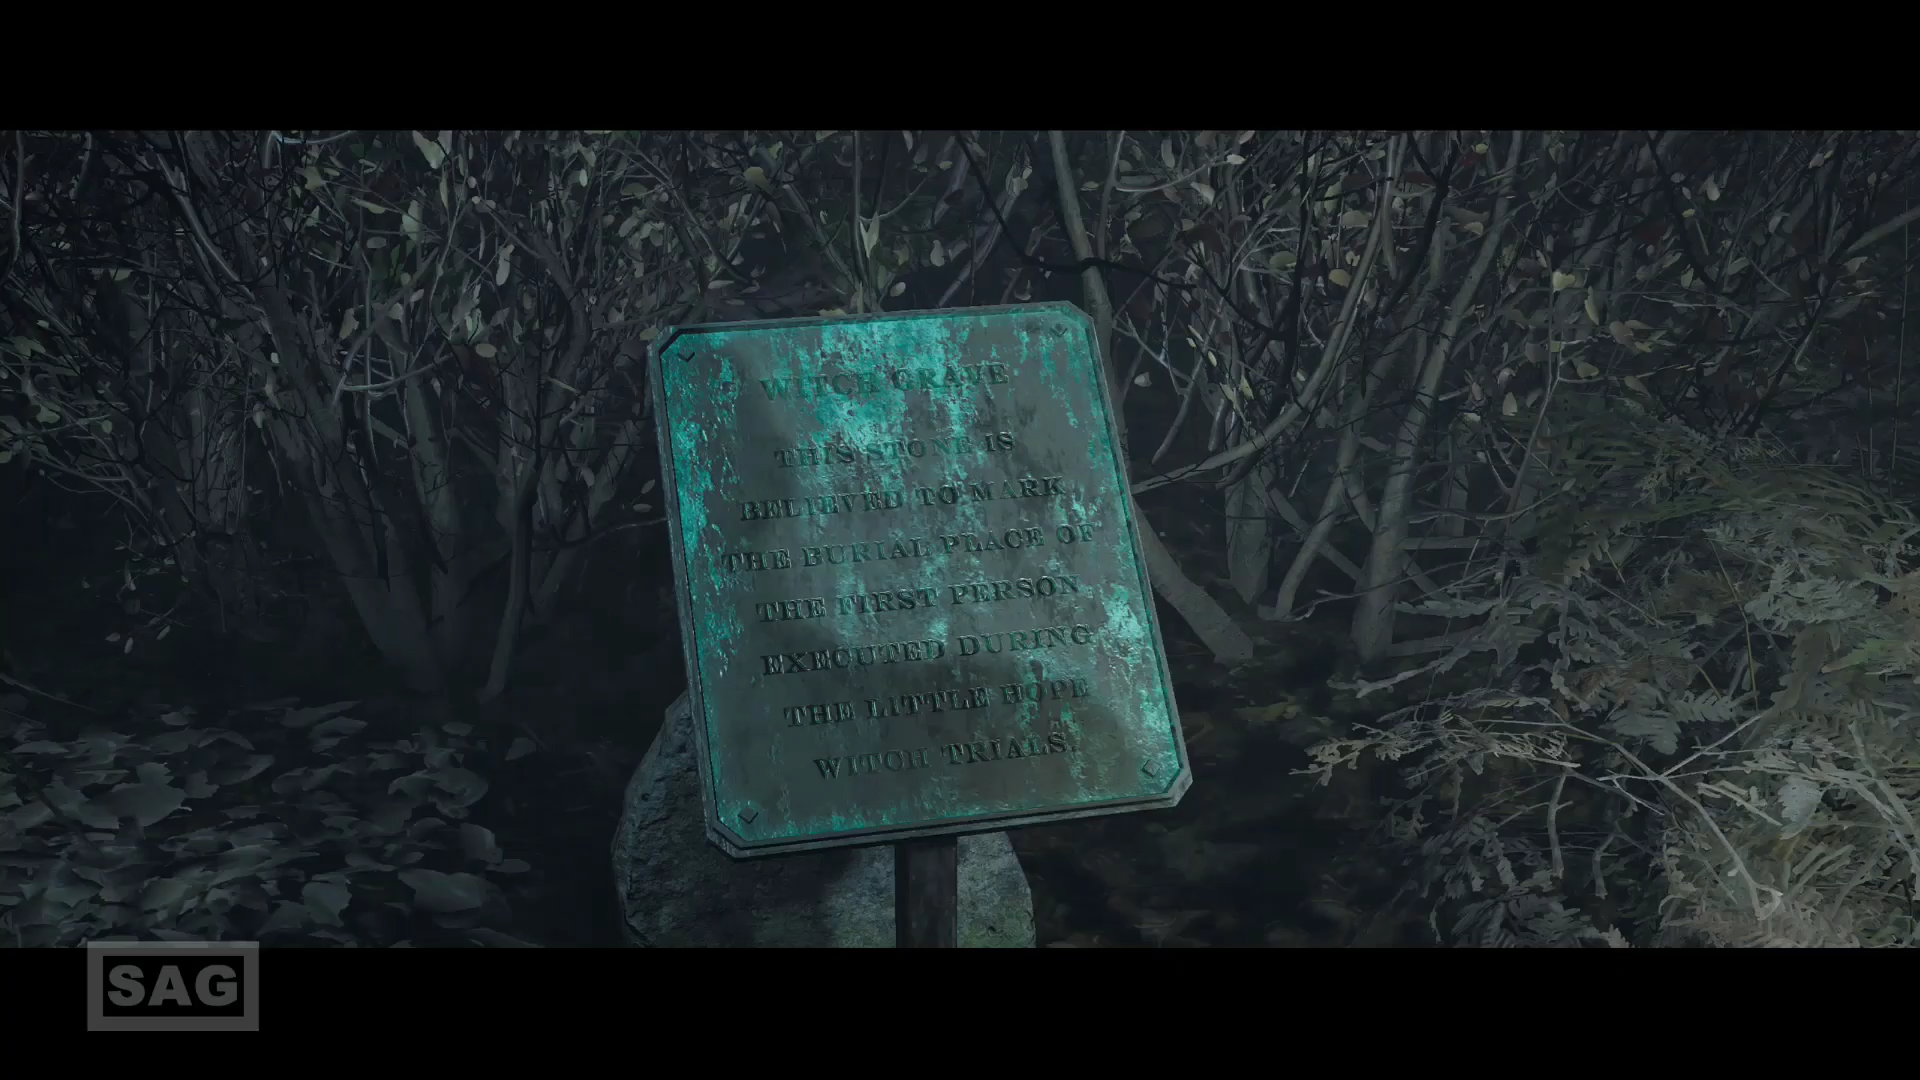 WITCH GRAVE
THIS STONE IS
BELIEVED TO MARK
THE BURIAL PLACE OF
THE FIRST PERSON
EXECUTED DURING
THE LITTLE HOPE
WITCH TRIALS.
SAG